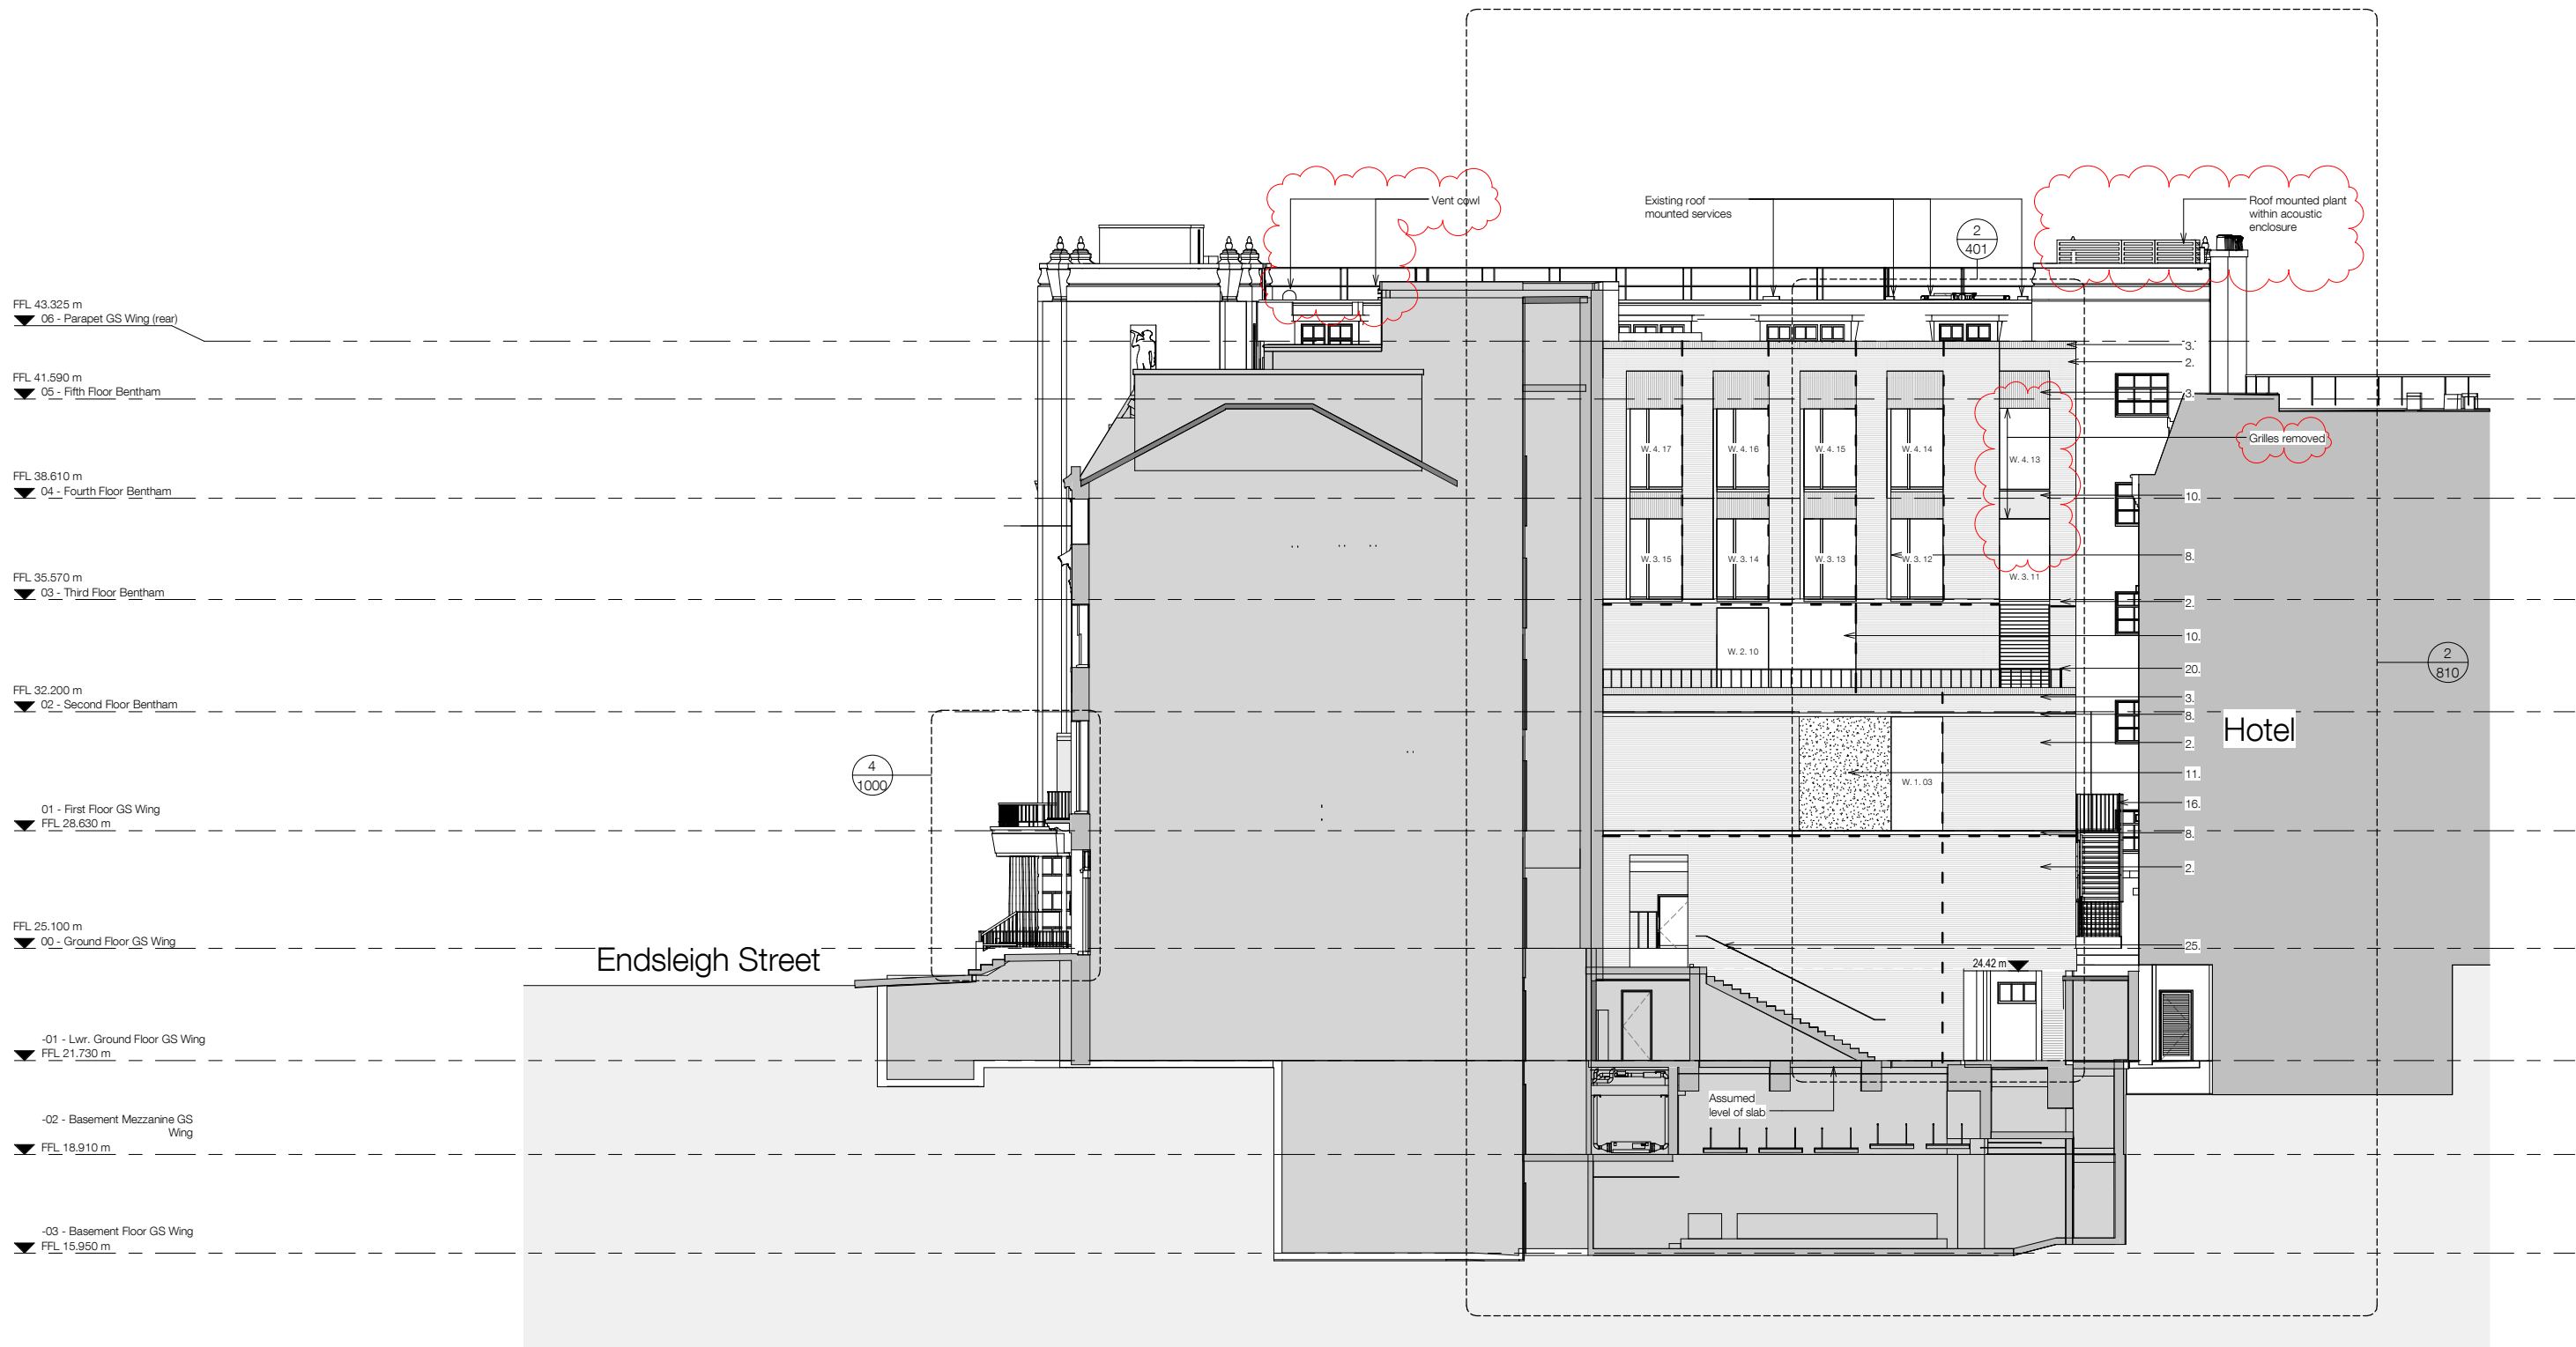 Vent cowl
Existing roof
mounted services
Roof mounted plant
within acoustic
enclosure
2
401
FFL 43.325 m
06 - Parapet GS Wing (rear)
3.
2.
FFL 41.590 m
05 - Fifth Floor Bentham
3.
Grilles removed
W. 4. 17
W. 4. 16
W. 4. 15
W. 4. 14
W. 4. 13
FFL 38.610 m
04 - Fourth Floor Bentham
10.
8.
W. 3. 15
W. 3. 14
W. 3. 13
W. 3. 12
W. 3. 11
FFL 35.570 m
03 - Third Floor Bentham
2.
10.
W. 2. 10
20.
2
810
FFL 32.200 m
02 - Second Floor Bentham
3.
8.
Hotel
2.
4
1000
11.
W. 1. 03
16.
01 - First Floor GS Wing
FFL 28.630 m
8.
2.
FFL 25.100 m
00 - Ground Floor GS Wing
25.
Endsleigh Street
24.42 m
-01 - Lwr. Ground Floor GS Wing
FFL 21.730 m
Assumed
level of slab
-02 - Basement Mezzanine GS
Wing
FFL 18.910 m
-03 - Basement Floor GS Wing
FFL 15.950 m